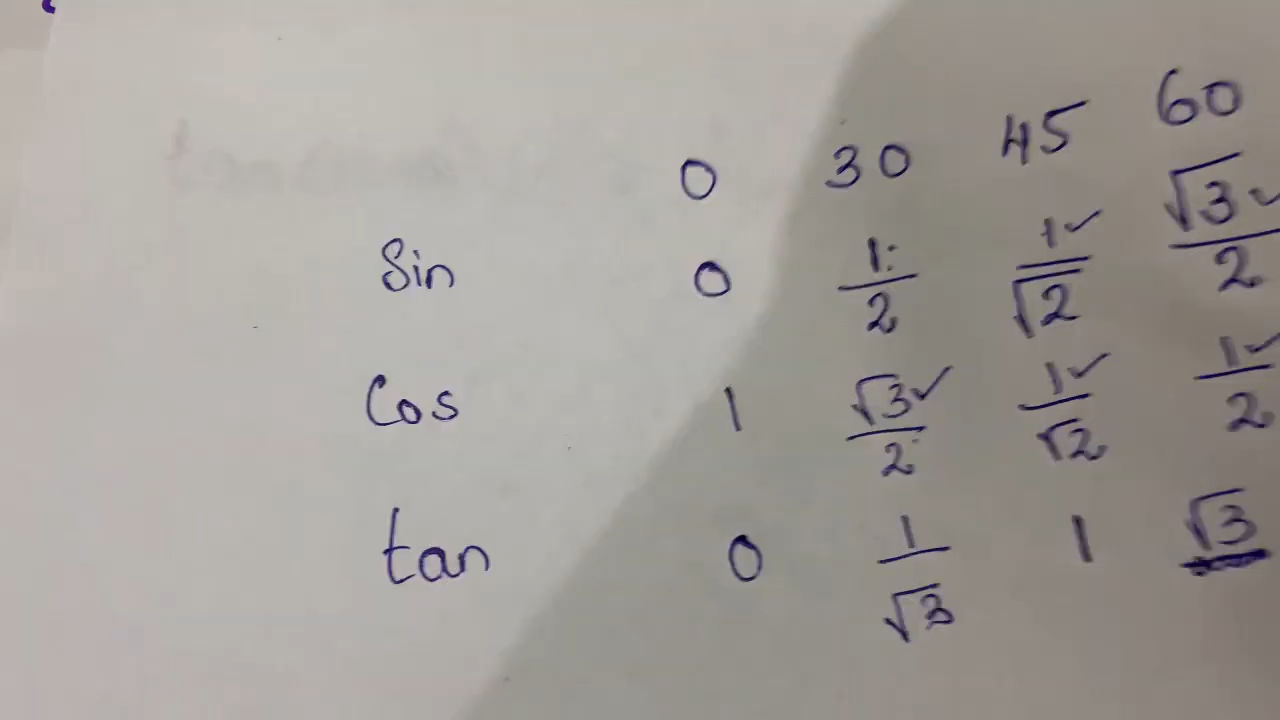 0 30 45 60
Sin 0 1/2 1/√2 √3/2
Cos 1 √3/2 1/√2 1/2
tan 0 1/√3 1 √3